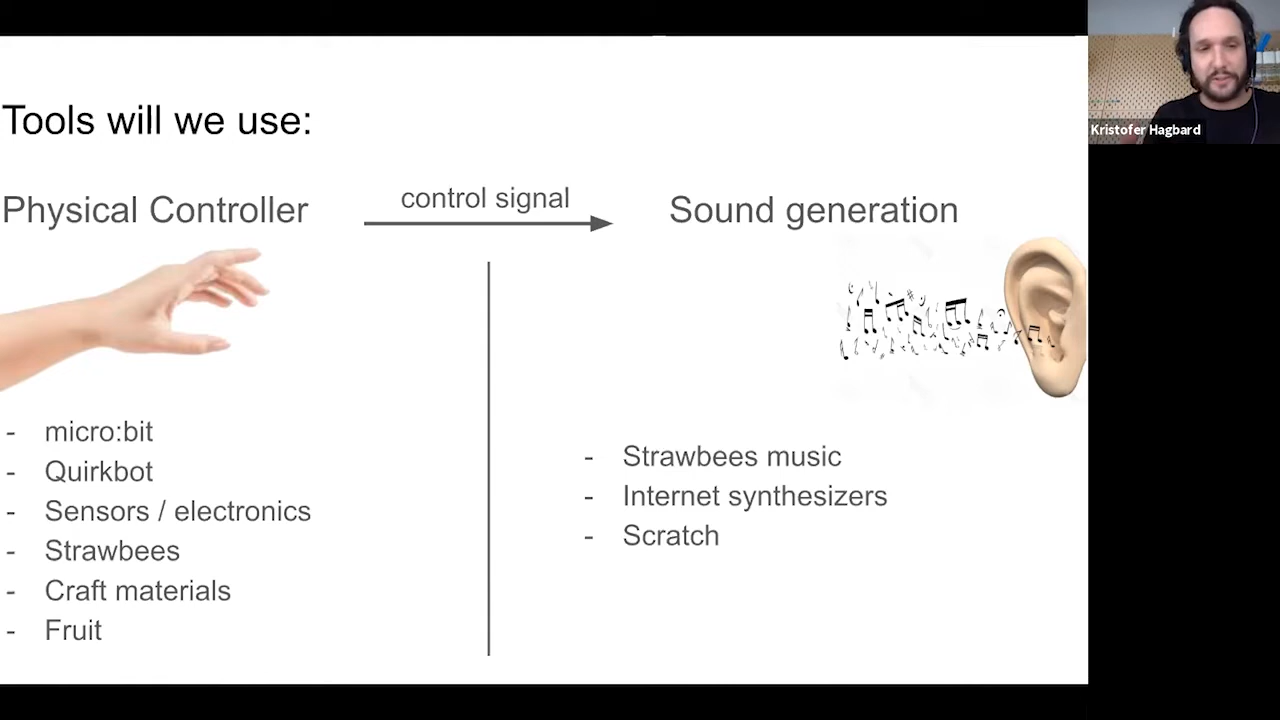 Tools will we use:
Physical Controller
control signal
Sound generation
- micro:bit
- Quirkbot
- Sensors / electronics
- Strawbees
- Craft materials
- Fruit
- Strawbees music
- Internet synthesizers
- Scratch
Kristofer Hagbard